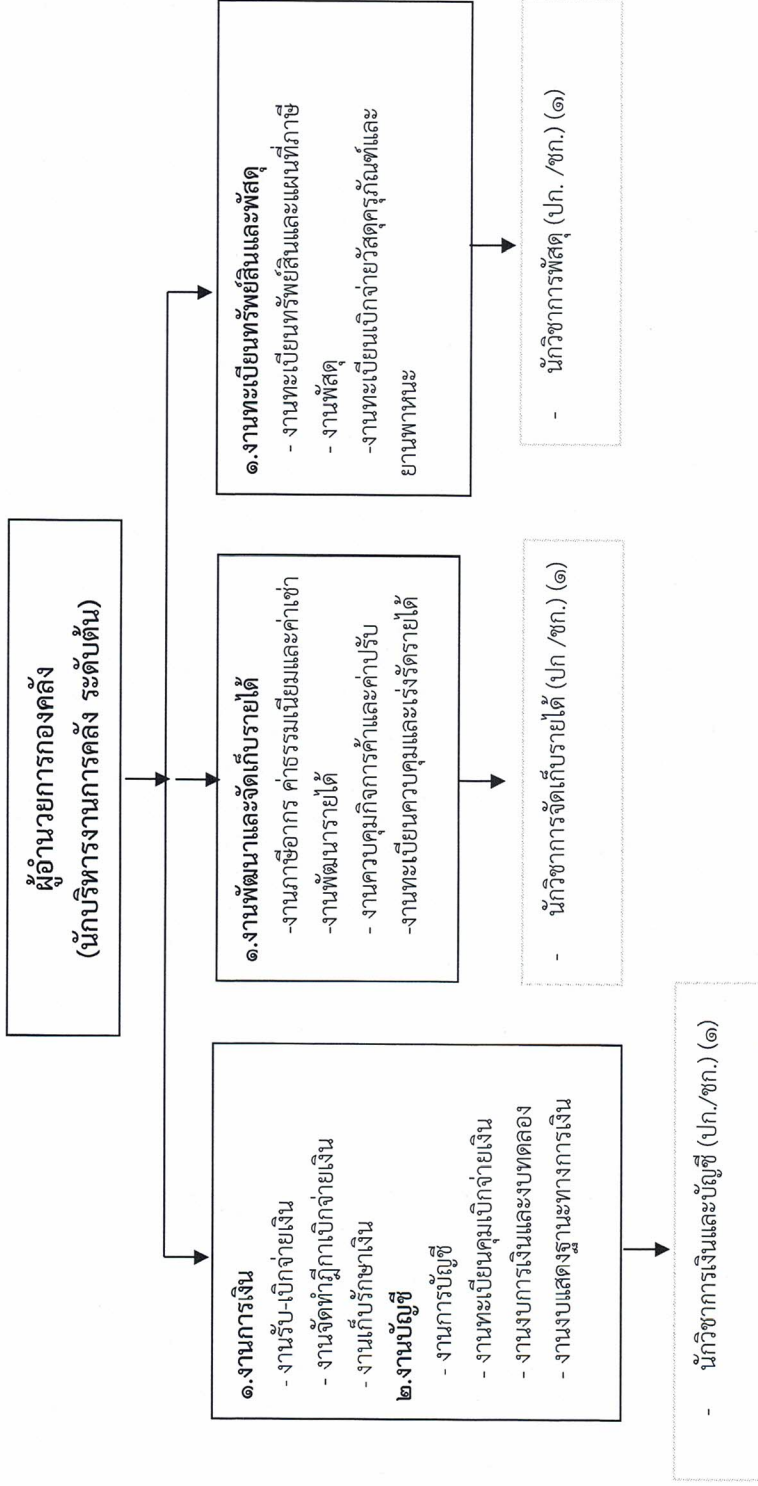 ผู้อำนวยการกองคลัง
(นักบริหารงานการคลัง ระดับต้น)
๑.งานการเงิน
- งานรับ-เบิกจ่ายเงิน
- งานจัดทำฎีกาเบิกจ่ายเงิน
- งานเก็บรักษาเงิน
๒.งานบัญชี
- งานการบัญชี
- งานทะเบียนคุมเบิกจ่ายเงิน
- งานงบการเงินและงบทดลอง
- งานงบแสดงฐานะทางการเงิน
- นักวิชาการเงินและบัญชี (ปก./ชก.) (๑)
๑.งานพัฒนาและจัดเก็บรายได้
-งานภาษีอากร ค่าธรรมเนียมและค่าเช่า
-งานพัฒนารายได้
- งานควบคุมกิจการค้าและค่าปรับ
-งานทะเบียนควบคุมและเร่งรัดรายได้
- นักวิชาการจัดเก็บรายได้ (ปก /ชก.) (๑)
๑.งานทะเบียนทรัพย์สินและพัสดุ
- งานทะเบียนทรัพย์สินและแผนที่ภาษี
- งานพัสดุ
-งานทะเบียนเบิกจ่ายวัสดุครุภัณฑ์และ
ยานพาหนะ
- นักวิชาการพัสดุ (ปก. /ชก.) (๑)